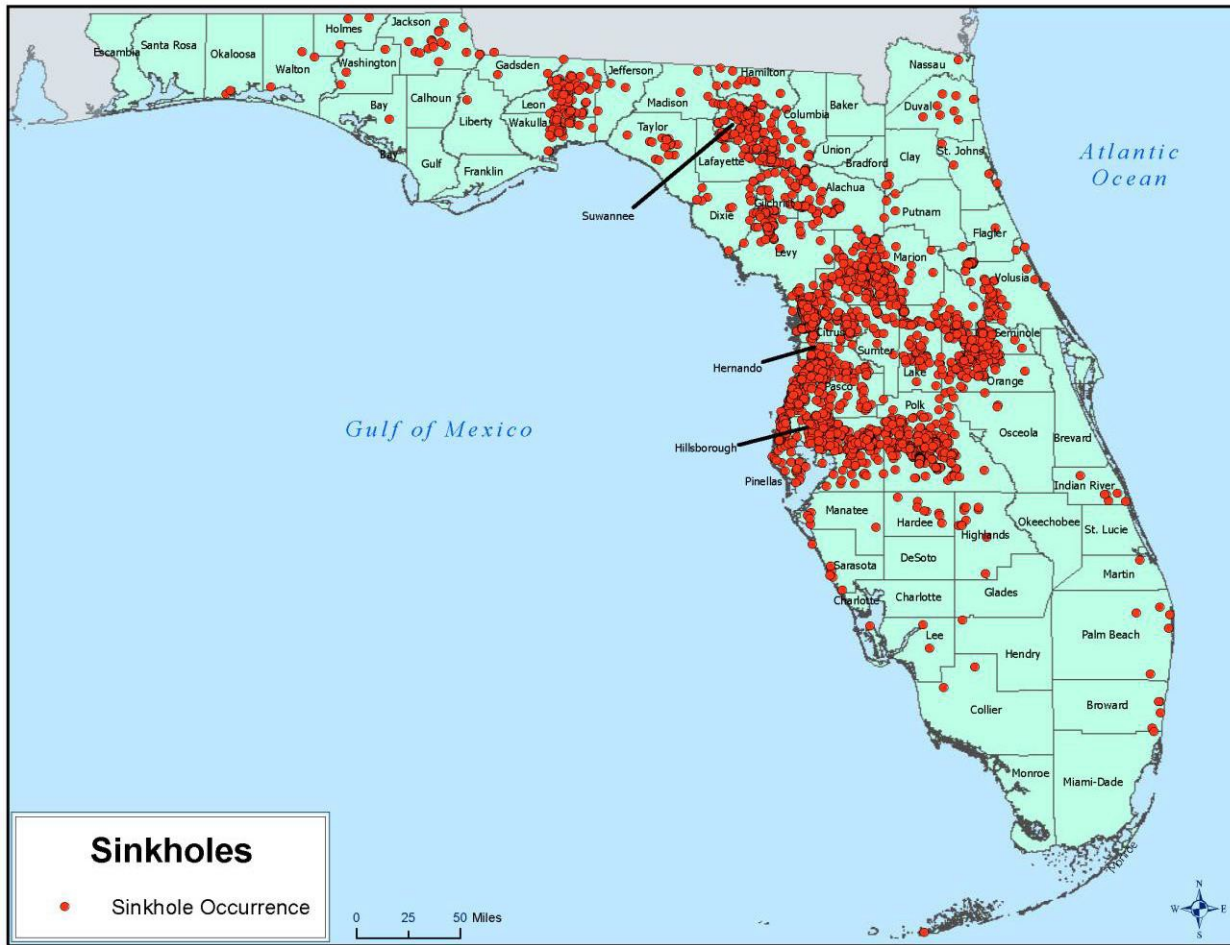 Holmes
Jackson
Escambia
Santa Rosa
Okaloosa
Walton
Washington
Gadsden
Jefferson
Hamilton
Nassau
Bay
Calhoun
Leon
Madison
Columbia
Baker
Duval
Liberty
Wakulla
Taylor
Bay
Gulf
Franklin
Lafayette
Union
Bradford
Clay
St. Johns
Atlantic
Ocean
Suwannee
Dixie
Gilchrist
Alachua
Putnam
Levy
Flagler
Marion
Volusia
Citrus
Sumter
Seminole
Hernando
Lake
Orange
Pasco
Polk
Gulf of Mexico
Osceola
Brevard
Hillsborough
Pinellas
Indian River
Manatee
Hardee
Okeechobee
Highlands
St. Lucie
DeSoto
Sarasota
Martin
Charlotte
Charlotte
Glades
Lee
Palm Beach
Hendry
Collier
Broward
Monroe
Miami-Dade
Monroe
Sinkholes
Sinkhole Occurrence
0 25 50 Miles
N
W E
S